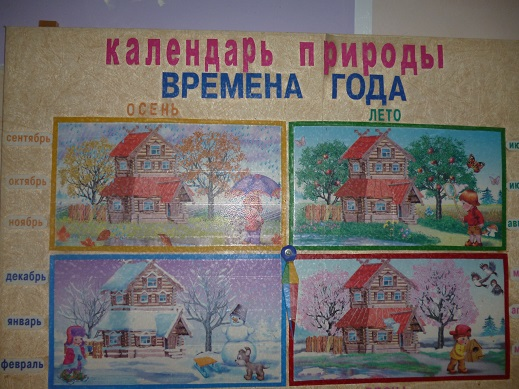 календарь природы
ВРЕМЕНА ГОДА
ОСЕНЬ
ЛЕТО
сентябрь
октябрь
ноябрь
декабрь
январь
февраль